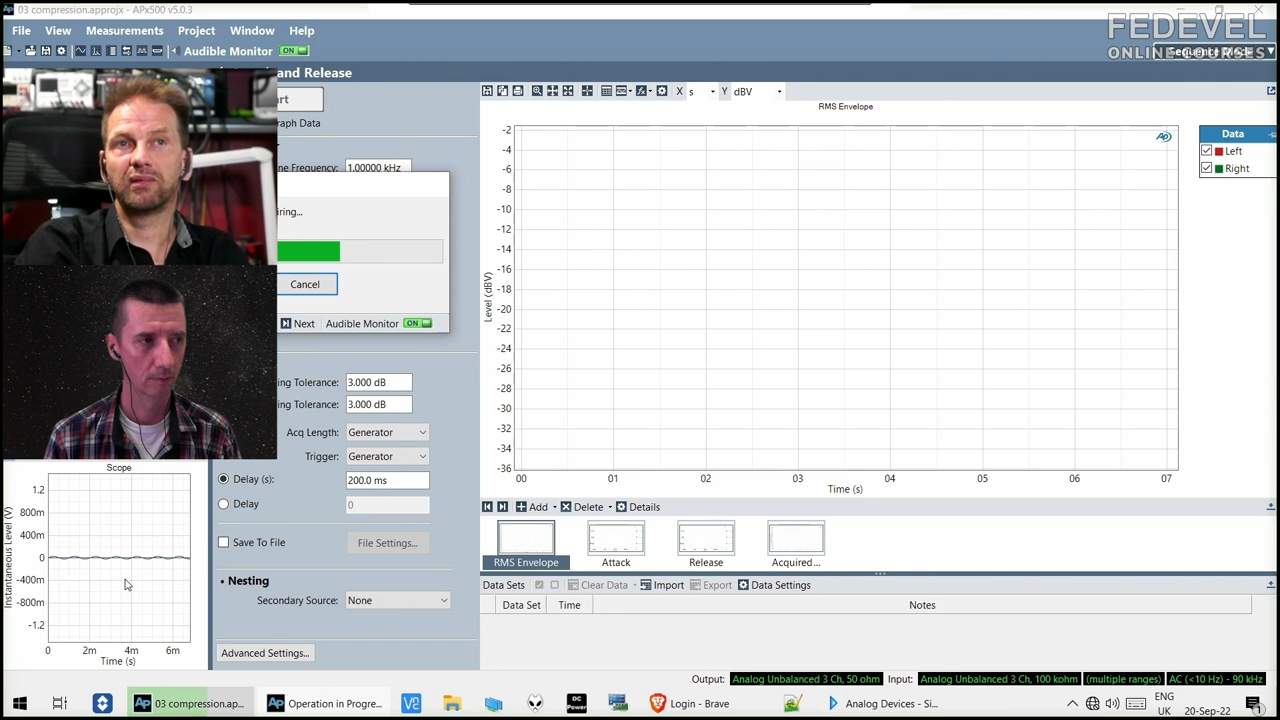 03 compression.approjx - APx500 v5.0.3
FEDEVEL
ONLINE COURSES
File View Measurements Project Window Help
Audible Monitor ON
and Release
art
raph Data
ne Frequency: 1.00000 kHz
iring...
Cancel
Next Audible Monitor ON
ing Tolerance: 3.000 dB
ing Tolerance: 3.000 dB
Acq Length: Generator
Trigger: Generator
Delay (s): 200.0 ms
Delay 0
Save To File File Settings...
• Nesting
Secondary Source: None
Advanced Settings...
Scope
Instantaneous Level (V)
1.2
800m
400m
0
-400m
-800m
-1.2
0 2m 4m 6m
Time (s)
X s Y dBV
RMS Envelope
AP
Level (dBV)
-2
-4
-6
-8
-10
-12
-14
-16
-18
-20
-22
-24
-26
-28
-30
-32
-34
-36
00 01 02 03 04 05 06 07
Time (s)
Data
Left
Right
Add Delete Details
RMS Envelope Attack Release Acquired...
Data Sets Clear Data Import Export Data Settings
Data Set Time Notes
Output: Analog Unbalanced 3 Ch, 50 ohm Input: Analog Unbalanced 3 Ch, 100 kohm (multiple ranges) AC (<10 Hz) - 90 kHz
AP 03 compression.ap... AP Operation in Progre... V2 DC Power Login - Brave Analog Devices - Si...
ENG
UK 20-Sep-22 1